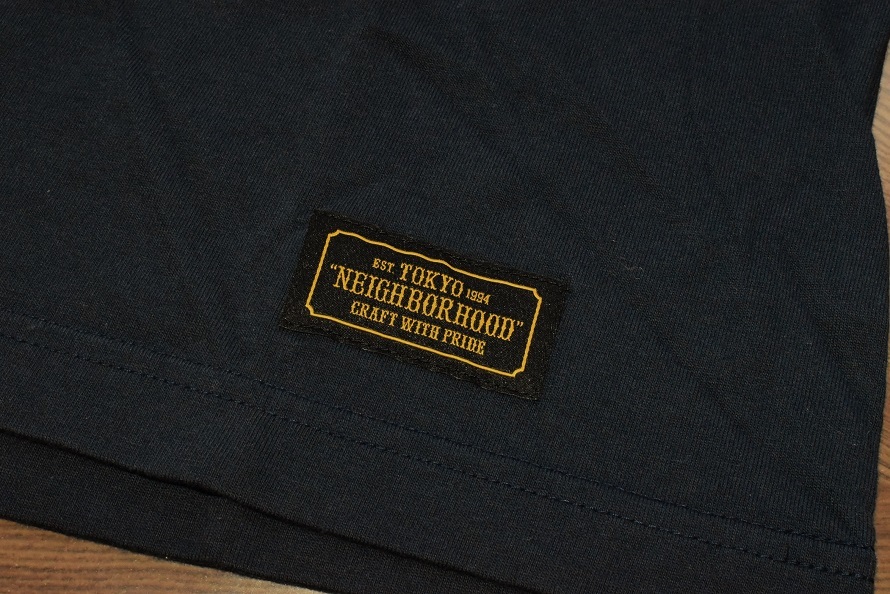 EST. TOKYO 1994
"NEIGHBORHOOD"
CRAFT WITH PRIDE